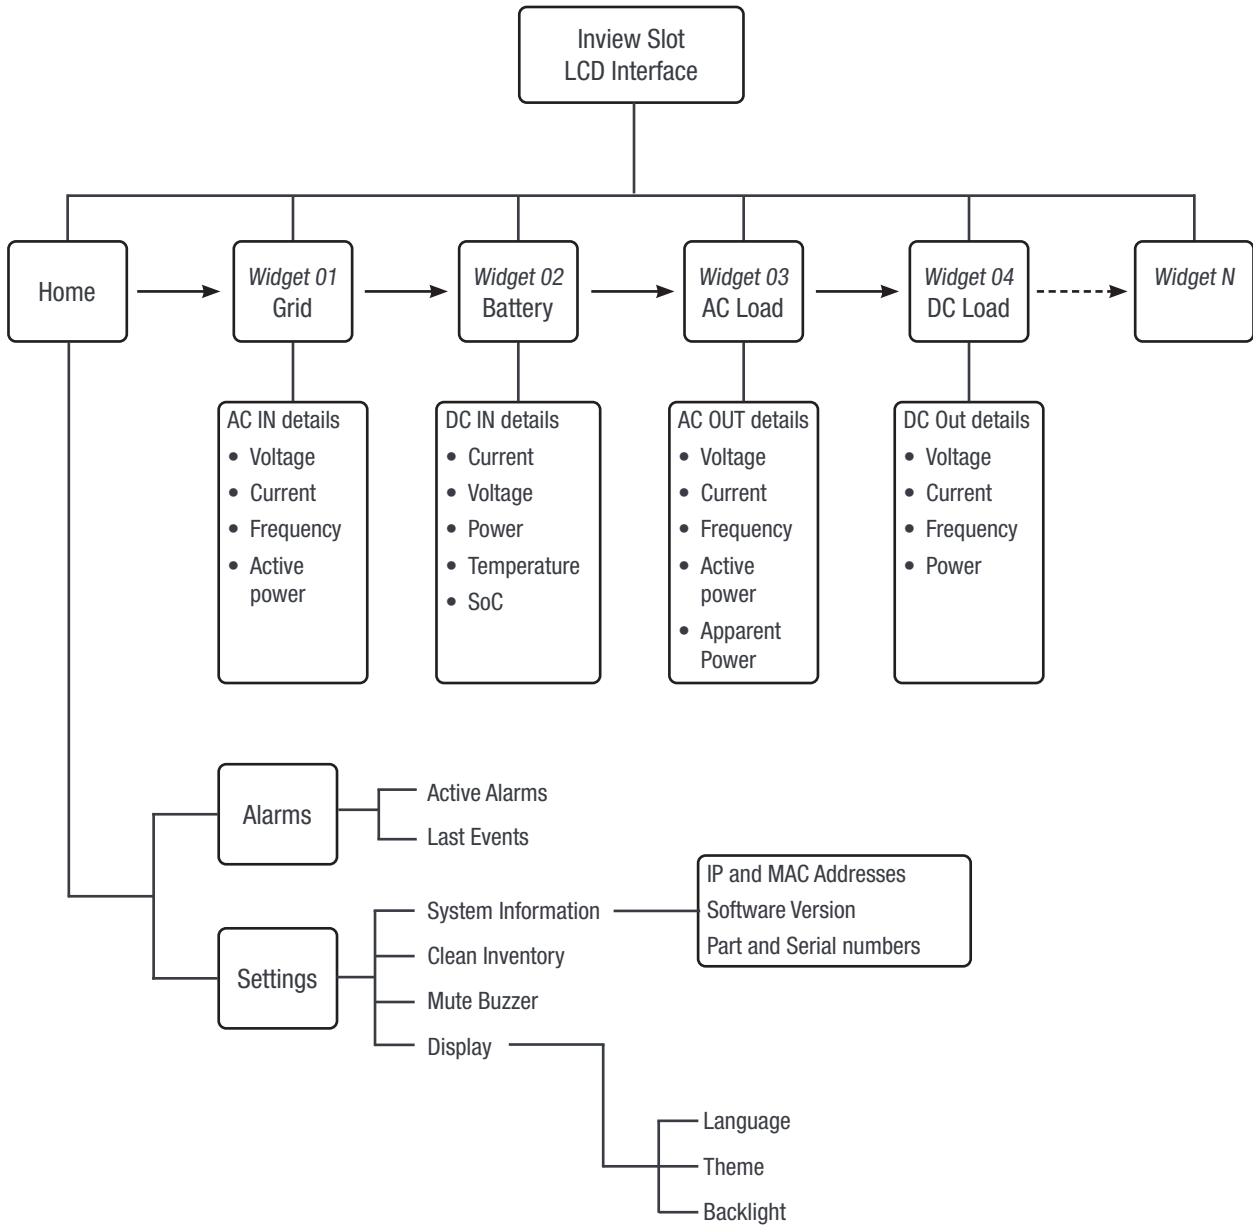 Inview Slot
LCD Interface
Home
Widget 01
Grid
Widget 02
Battery
Widget 03
AC Load
Widget 04
DC Load
Widget N
AC IN details
• Voltage
• Current
• Frequency
• Active
power
DC IN details
• Current
• Voltage
• Power
• Temperature
• SoC
AC OUT details
• Voltage
• Current
• Frequency
• Active
power
• Apparent
Power
DC Out details
• Voltage
• Current
• Frequency
• Power
Alarms
Active Alarms
Last Events
Settings
System Information
Clean Inventory
Mute Buzzer
Display
IP and MAC Addresses
Software Version
Part and Serial numbers
Language
Theme
Backlight